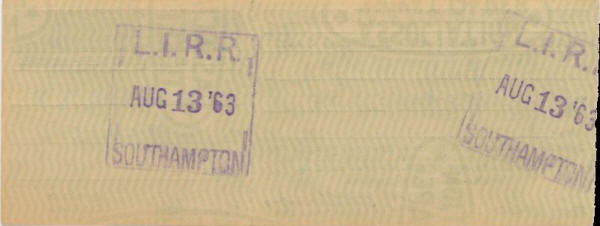 L.I.R.R.
AUG 13 '63
SOUTHAMPTON
L.I.R.
AUG 13 '63
SOUTHAMPTON